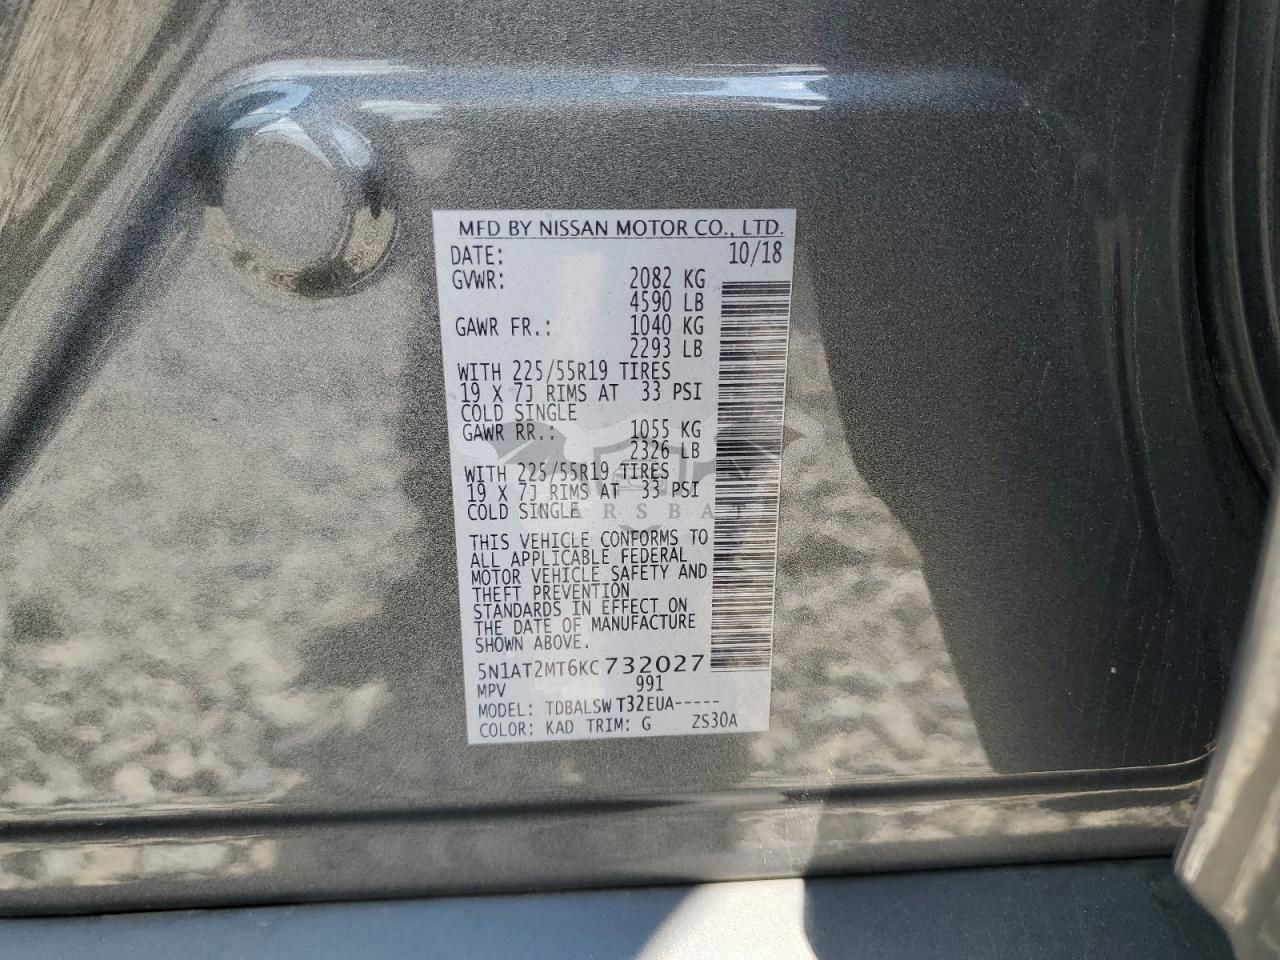 MFD BY NISSAN MOTOR CO., LTD.
DATE: 10/18
GVWR: 2082 KG
4590 LB
GAWR FR.: 1040 KG
2293 LB
WITH 225/55R19 TIRES
19 X 7J RIMS AT 33 PSI
COLD SINGLE
GAWR RR.: 1055 KG
2326 LB
WITH 225/55R19 TIRES
19 X 7J RIMS AT 33 PSI
COLD SINGLE
ARSBAT
THIS VEHICLE CONFORMS TO
ALL APPLICABLE FEDERAL
MOTOR VEHICLE SAFETY AND
THEFT PREVENTION
STANDARDS IN EFFECT ON
THE DATE OF MANUFACTURE
SHOWN ABOVE.
5N1AT2MT6KC732027
MPV 991
MODEL: TDBALSW T32EUA-----
COLOR: KAD TRIM: G ZS30A